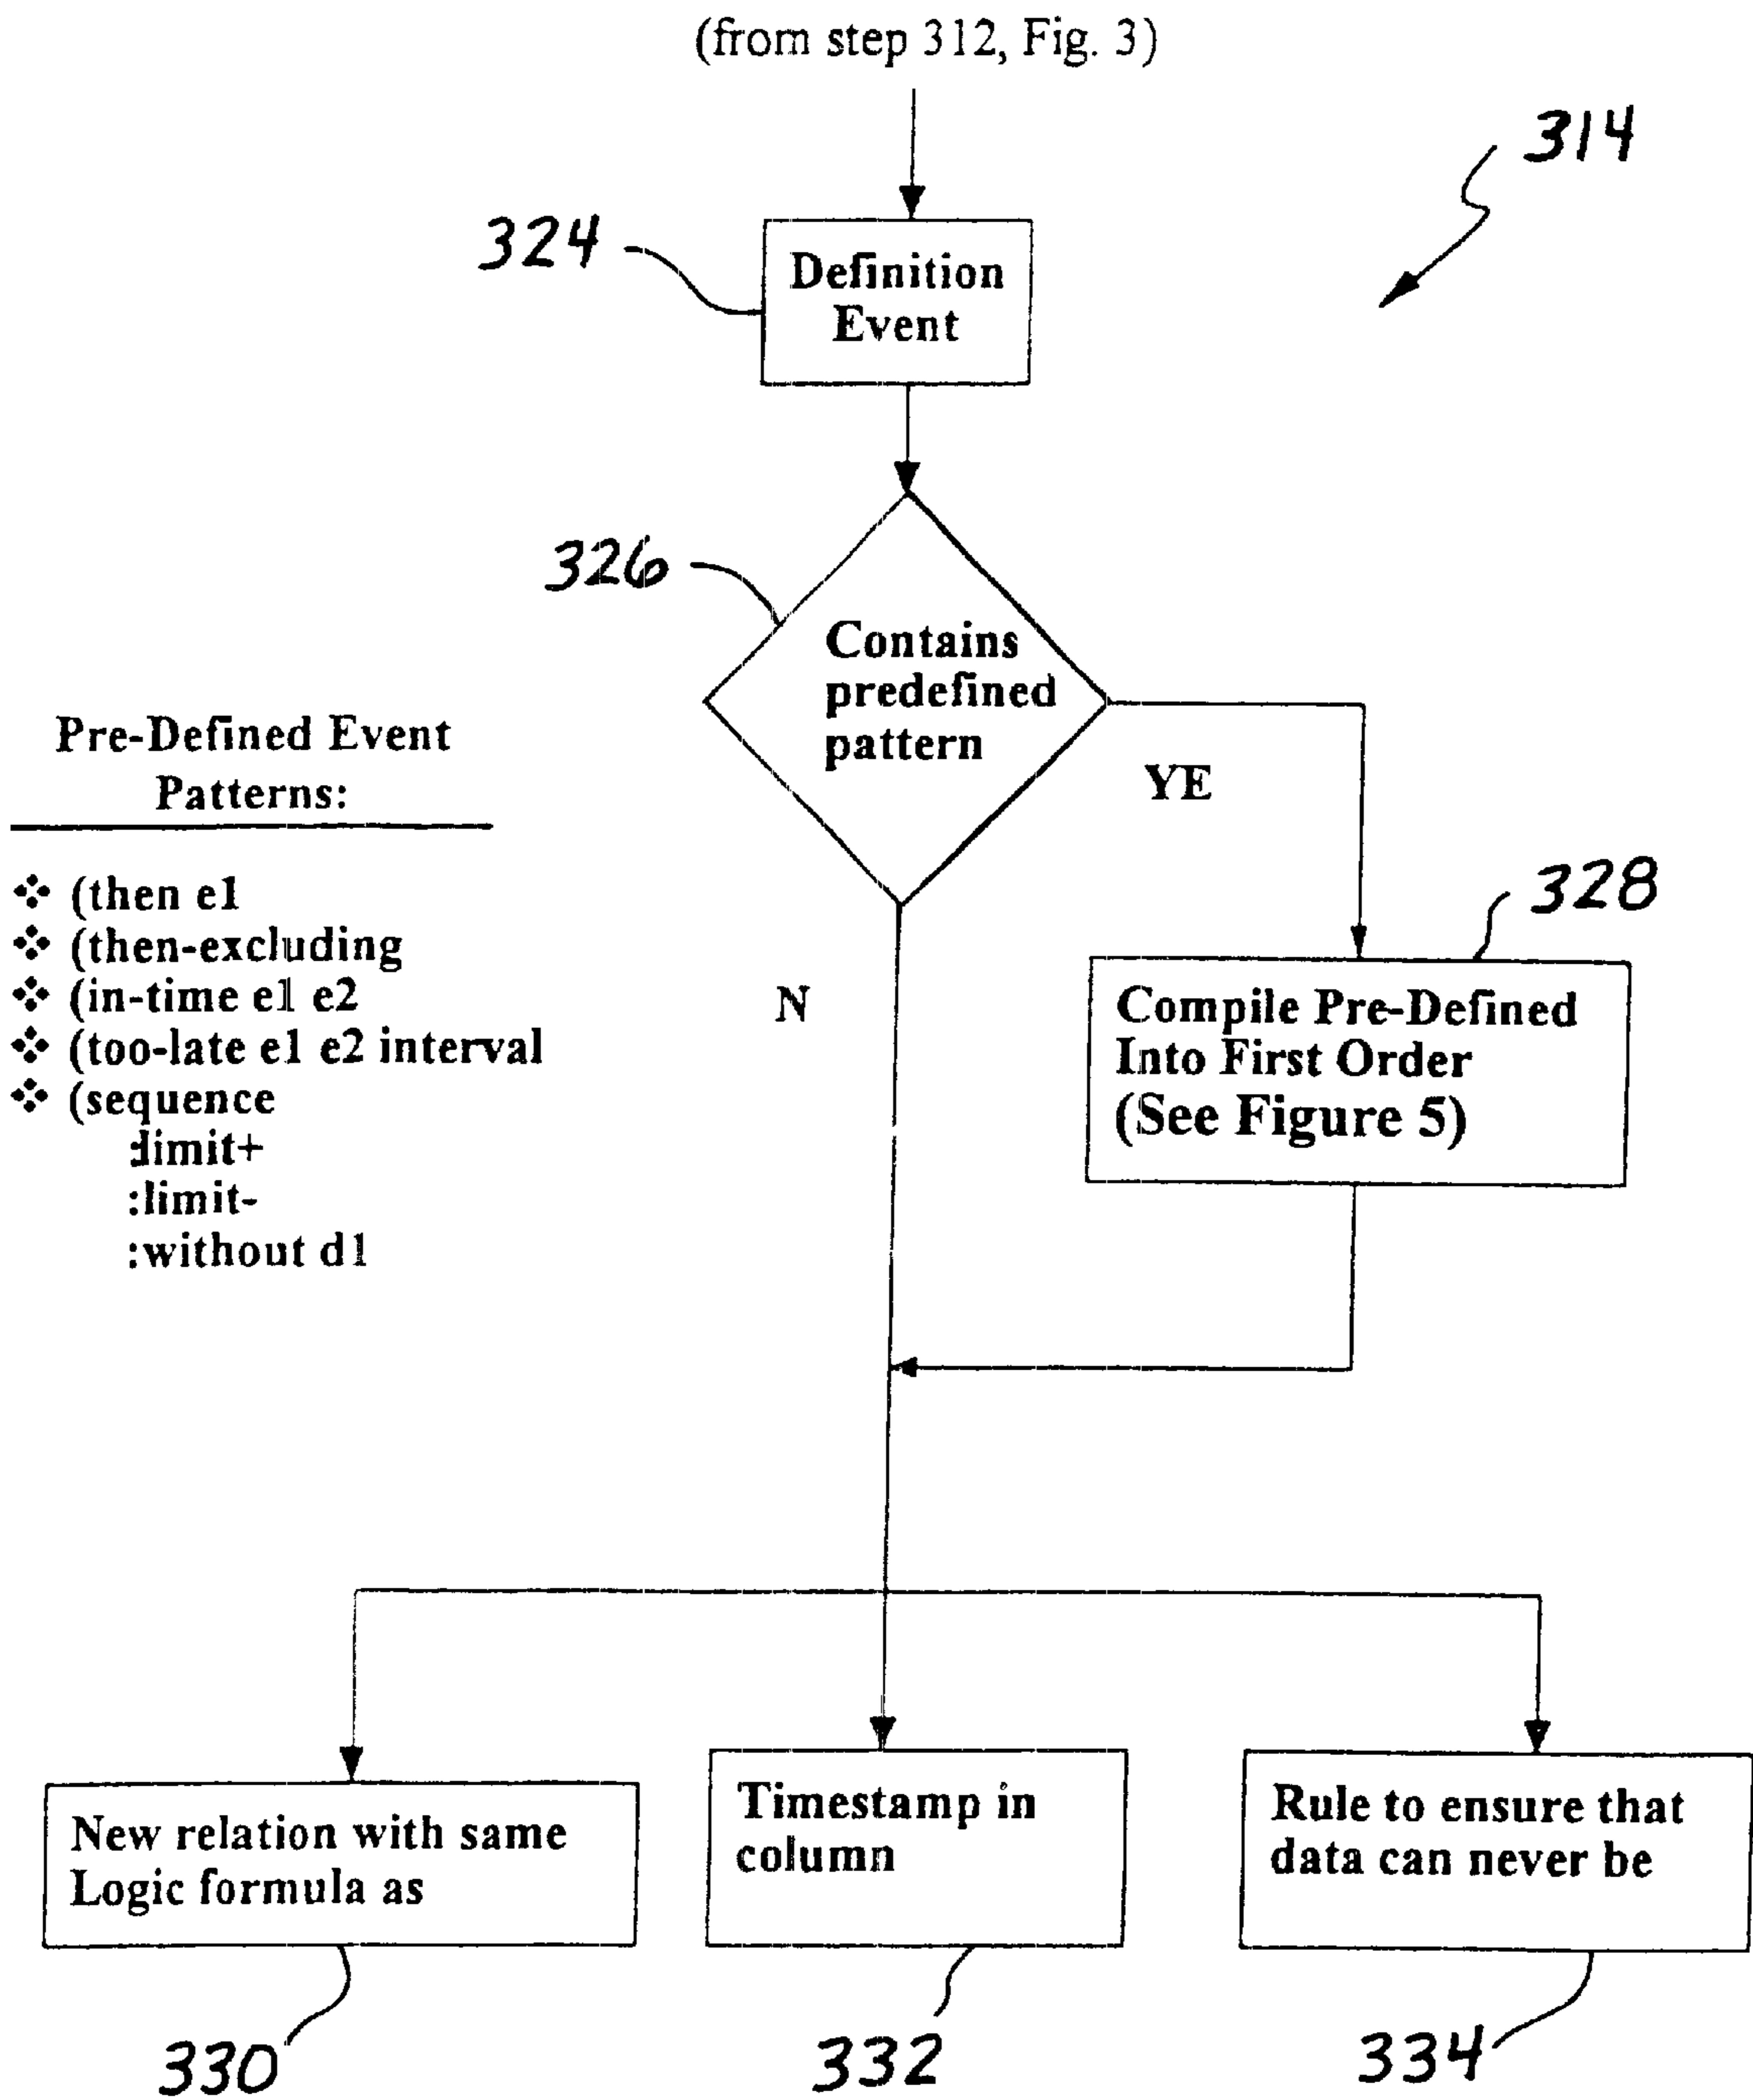 (from step 312, Fig. 3)
314
324
Definition
Event
326
Contains
predefined
pattern
YE
N
Pre-Defined Event
Patterns:
❖ (then e1
❖ (then-excluding
❖ (in-time e1 e2
❖ (too-late e1 e2 interval
❖ (sequence
:limit+
:limit-
:without d1
328
Compile Pre-Defined
Into First Order
(See Figure 5)
New relation with same
Logic formula as
Timestamp in
column
Rule to ensure that
data can never be
330
332
334